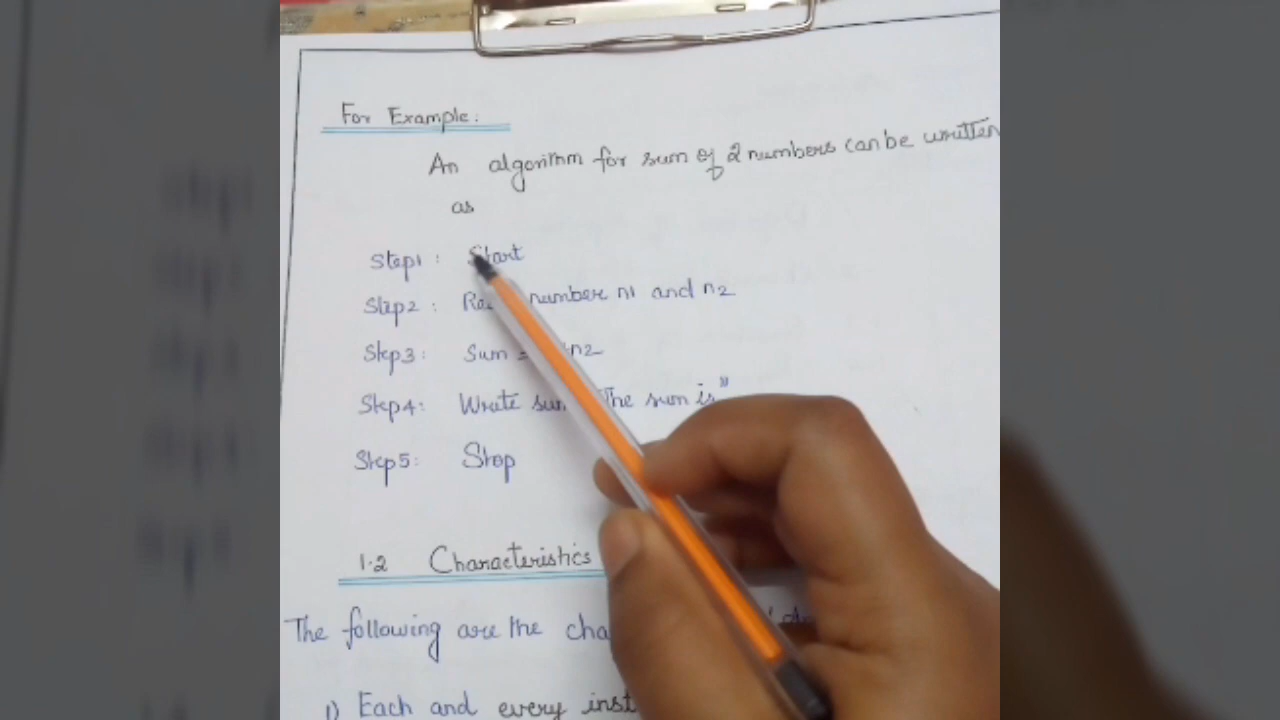 For Example:
An algorithm for sum of 2 numbers can be written
as
Step1: Start
Step2: number n1 and n2
Step3: Sum = n2
Step4: Write sum "The sum is"
Step5: Stop
1.2 Characteristics
The following are the
1) Each and every